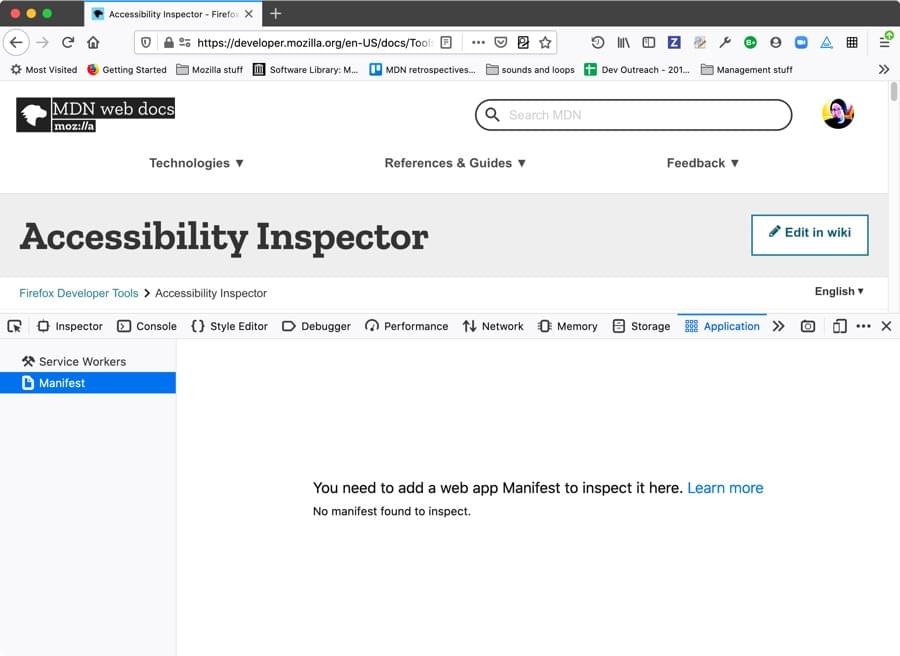 Accessibility Inspector - Firefox
https://developer.mozilla.org/en-US/docs/Tools
Most Visited Getting Started Mozilla stuff Software Library: M... MDN retrospectives... sounds and loops Dev Outreach - 201... Management stuff
MDN web docs
moz://a
Search MDN
Technologies ▼ References & Guides ▼ Feedback ▼
Accessibility Inspector
Edit in wiki
Firefox Developer Tools Accessibility Inspector
English ▼
Inspector Console Style Editor Debugger Performance Network Memory Storage Application
Service Workers
Manifest
You need to add a web app Manifest to inspect it here. Learn more
No manifest found to inspect.